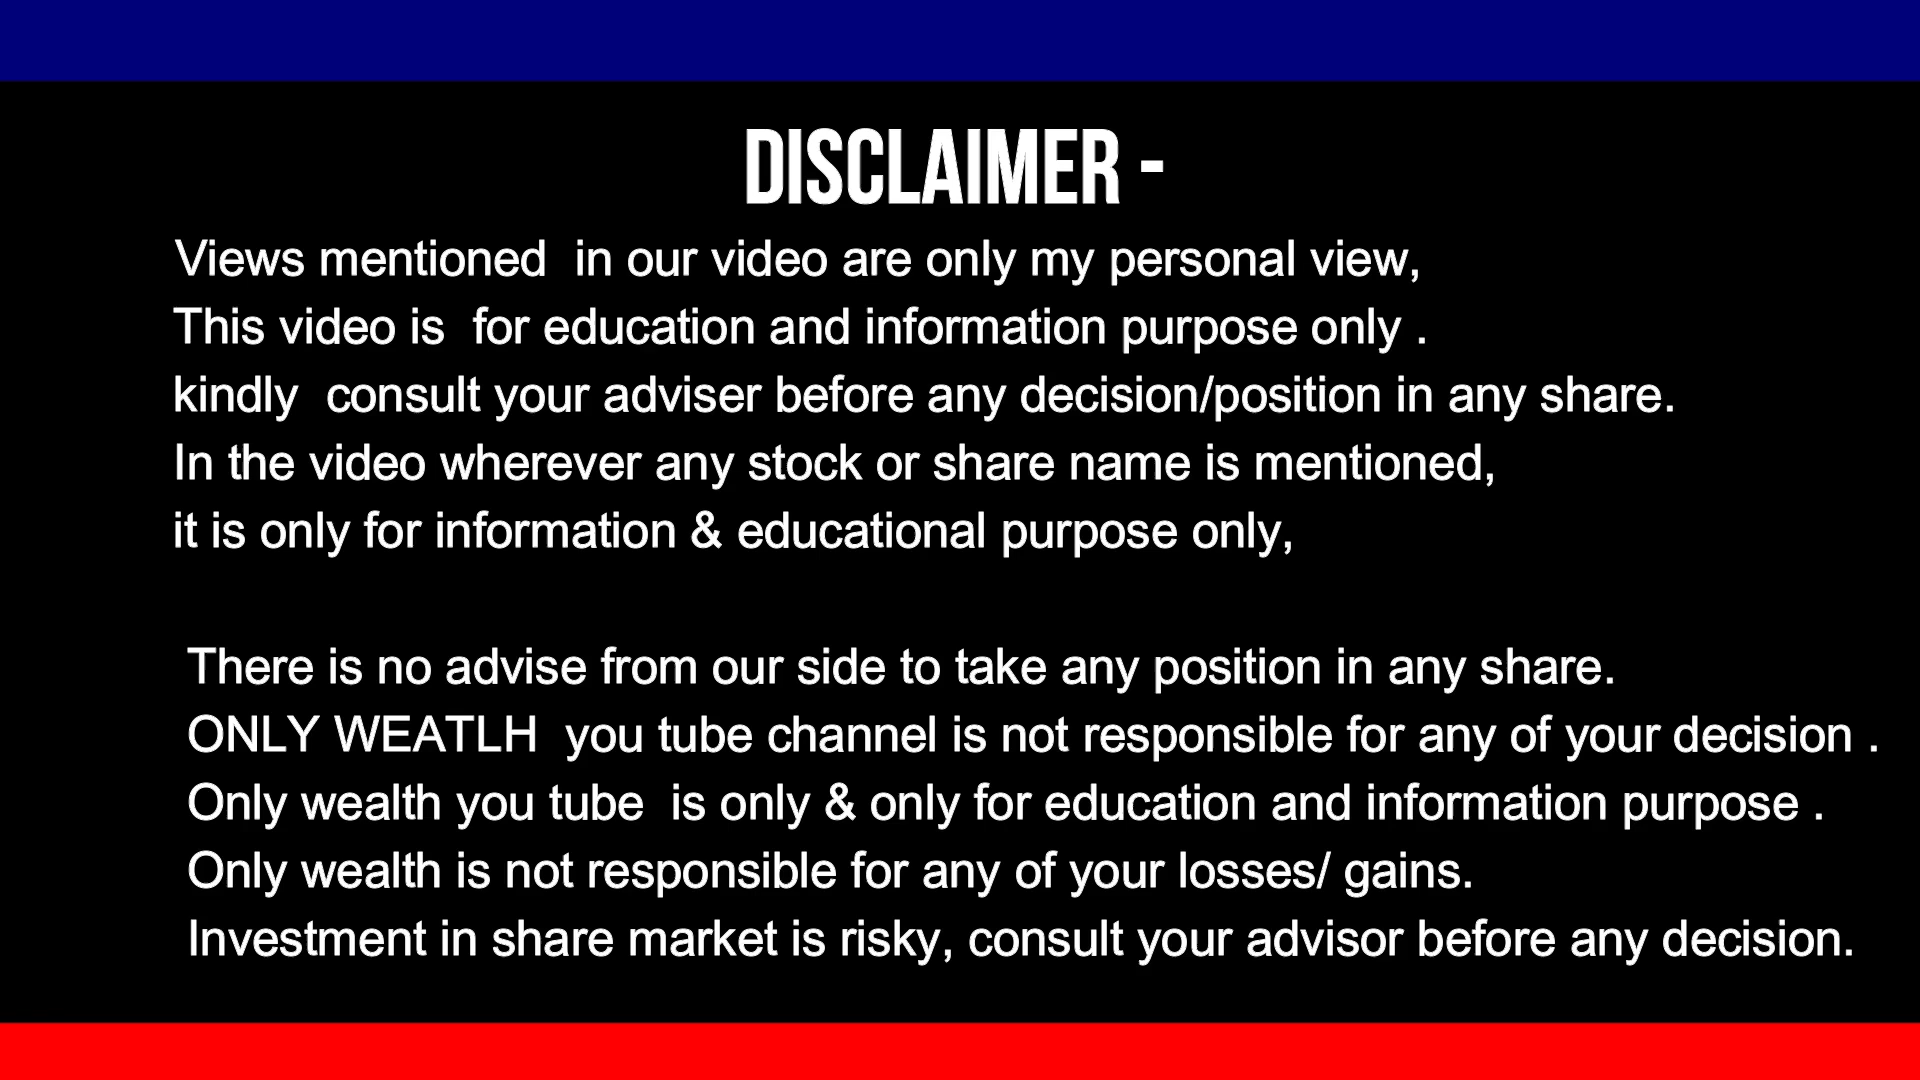 DISCLAIMER -
Views mentioned  in our video are only my personal view,
This video is  for education and information purpose only .
kindly  consult your adviser before any decision/position in any share.
In the video wherever any stock or share name is mentioned,
it is only for information & educational purpose only,
There is no advise from our side to take any position in any share.
ONLY WEATLH  you tube channel is not responsible for any of your decision .
Only wealth you tube  is only & only for education and information purpose .
Only wealth is not responsible for any of your losses/ gains.
Investment in share market is risky, consult your advisor before any decision.